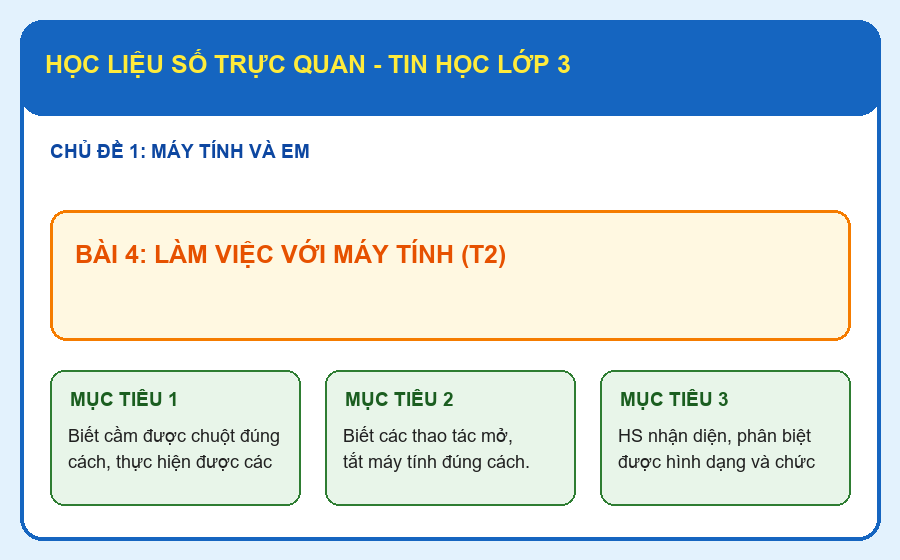 HỌC LIỆU SỐ TRỰC QUAN - TIN HỌC LỚP 3
CHỦ ĐỀ 1: MÁY TÍNH VÀ EM
BÀI 4: LÀM VIỆC VỚI MÁY TÍNH (T2)
MỤC TIÊU 1
Biết cầm được chuột đúng
cách, thực hiện được các
MỤC TIÊU 2
Biết các thao tác mở,
tắt máy tính đúng cách.
MỤC TIÊU 3
HS nhận diện, phân biệt
được hình dạng và chức